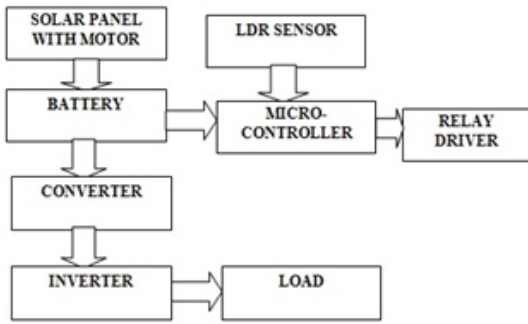 SOLAR PANEL
WITH MOTOR
LDR SENSOR
BATTERY
MICRO-
CONTROLLER
RELAY
DRIVER
CONVERTER
INVERTER
LOAD